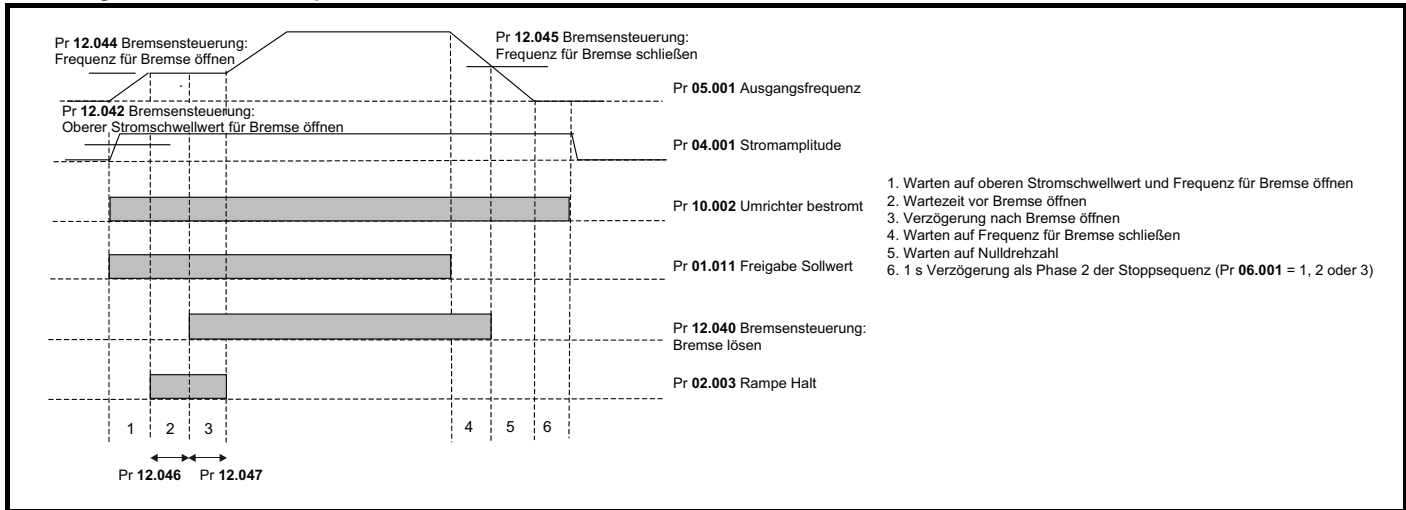 Pr 12.044 Bremsensteuerung:
Frequenz für Bremse öffnen
Pr 12.045 Bremsensteuerung:
Frequenz für Bremse schließen
Pr 05.001 Ausgangsfrequenz
Pr 12.042 Bremsensteuerung:
Oberer Stromschwellwert für Bremse öffnen
Pr 04.001 Stromamplitude
Pr 10.002 Umrichter bestromt
Pr 01.011 Freigabe Sollwert
Pr 12.040 Bremsensteuerung:
Bremse lösen
Pr 02.003 Rampe Halt
1 2 3 4 5 6
Pr 12.046 Pr 12.047
1. Warten auf oberen Stromschwellwert und Frequenz für Bremse öffnen
2. Wartezeit vor Bremse öffnen
3. Verzögerung nach Bremse öffnen
4. Warten auf Frequenz für Bremse schließen
5. Warten auf Nulldrehzahl
6. 1 s Verzögerung als Phase 2 der Stoppsequenz (Pr 06.001 = 1, 2 oder 3)